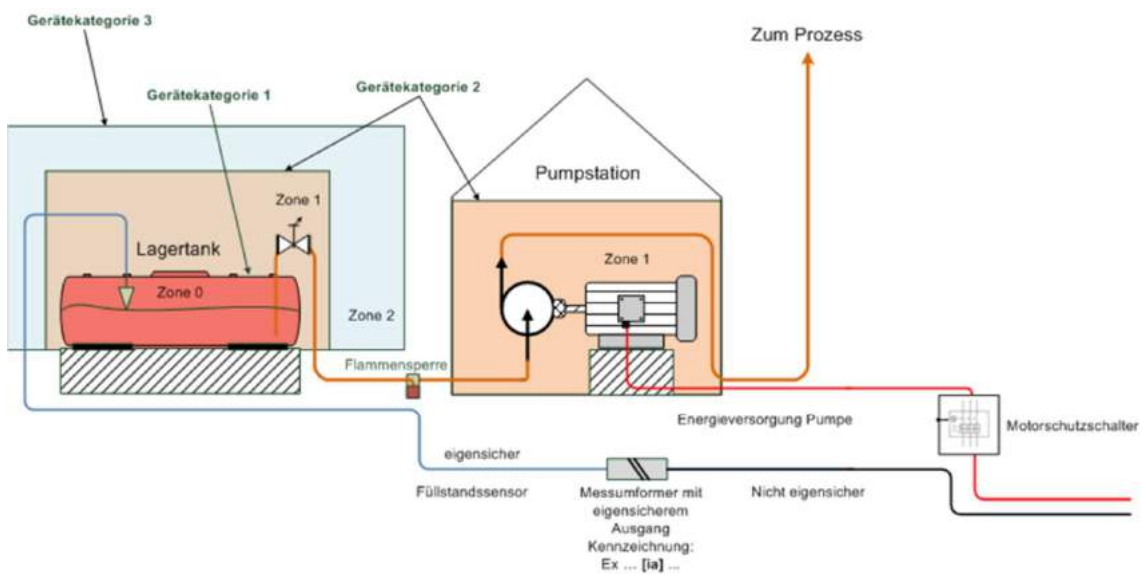 Gerätekategorie 3
Zum Prozess
Gerätekategorie 1
Gerätekategorie 2
Pumpstation
Zone 1
Lagertank
Zone 1
Zone 0
Zone 2
Flammensperre
Energieversorgung Pumpe
Motorschutzschalter
eigensicher
Füllstandssensor
Messumformer mit
eigensicherem
Ausgang
Kennzeichnung:
Ex ... [ia] ...
Nicht eigensicher